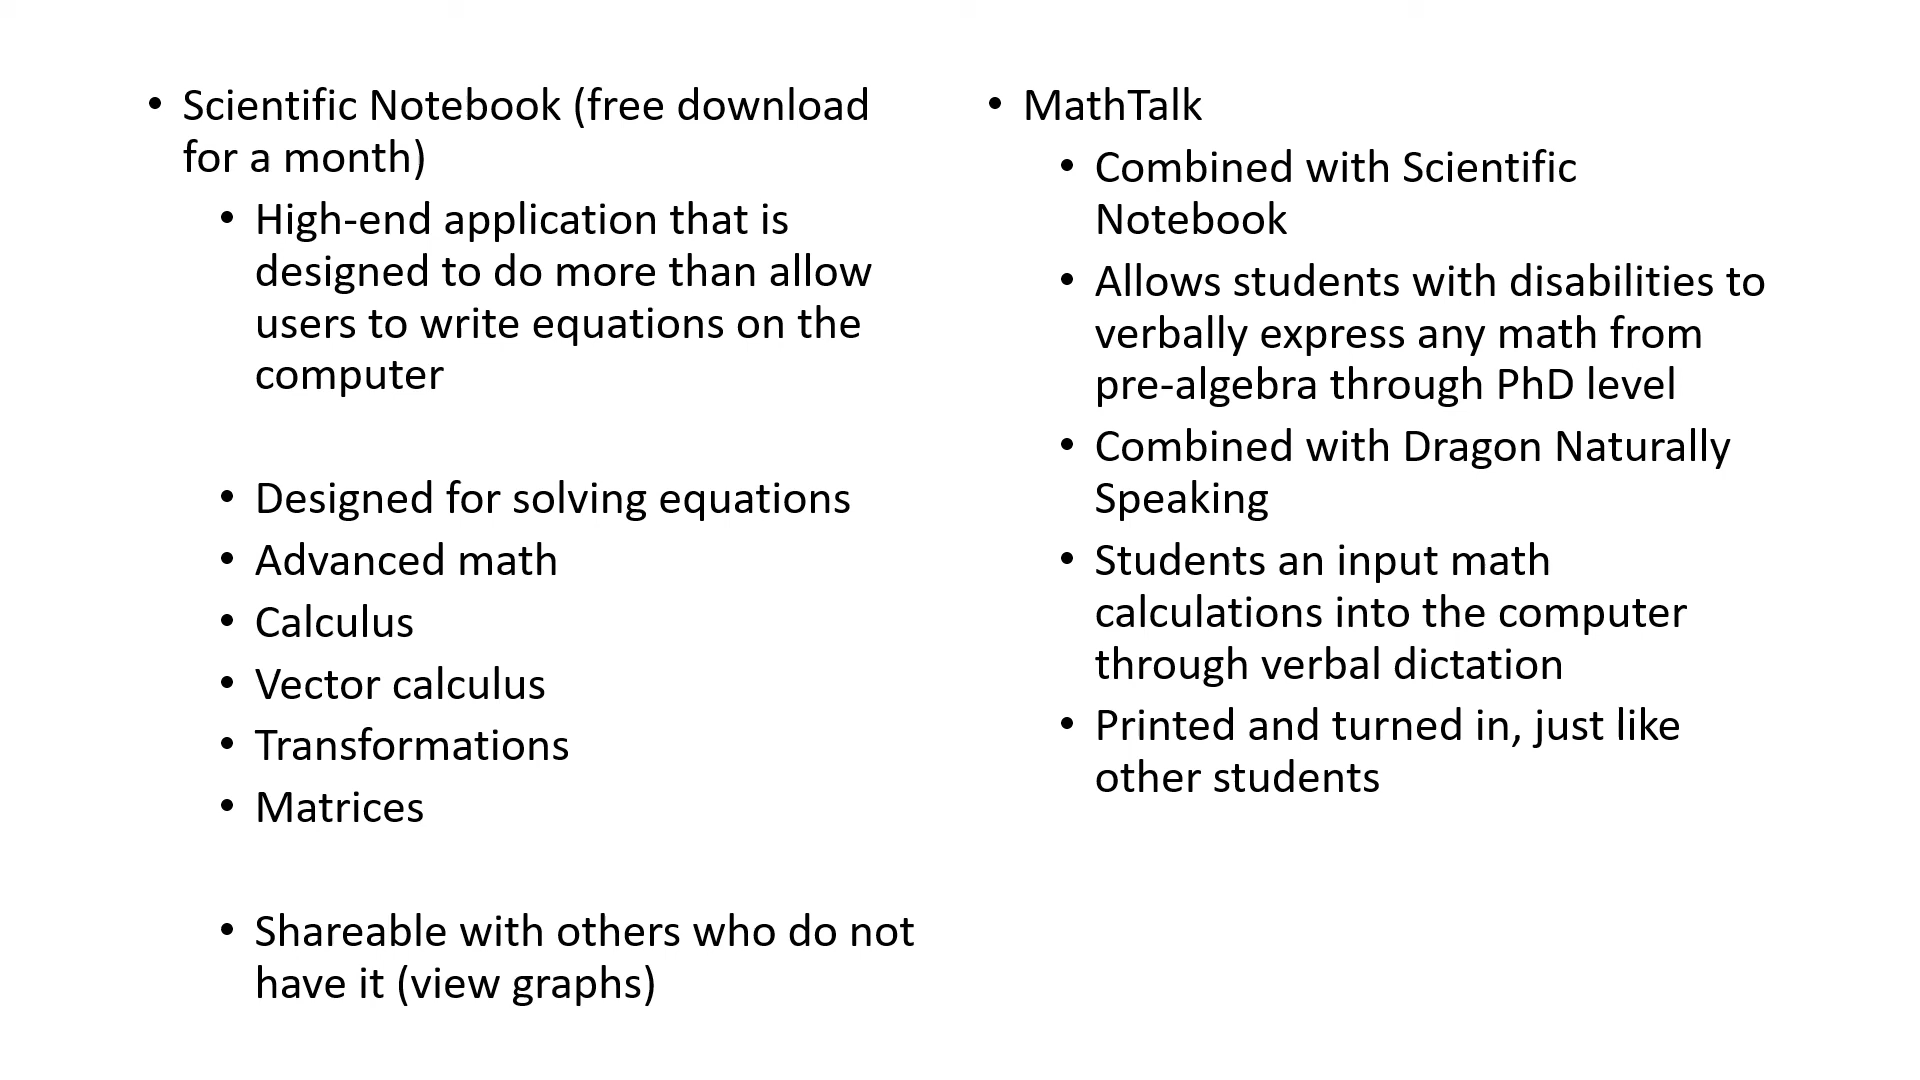 • Scientific Notebook (free download
for a month)
• High-end application that is
designed to do more than allow
users to write equations on the
computer
• Designed for solving equations
• Advanced math
• Calculus
• Vector calculus
• Transformations
• Matrices
• Shareable with others who do not
have it (view graphs)
• MathTalk
• Combined with Scientific
Notebook
• Allows students with disabilities to
verbally express any math from
pre-algebra through PhD level
• Combined with Dragon Naturally
Speaking
• Students an input math
calculations into the computer
through verbal dictation
• Printed and turned in, just like
other students